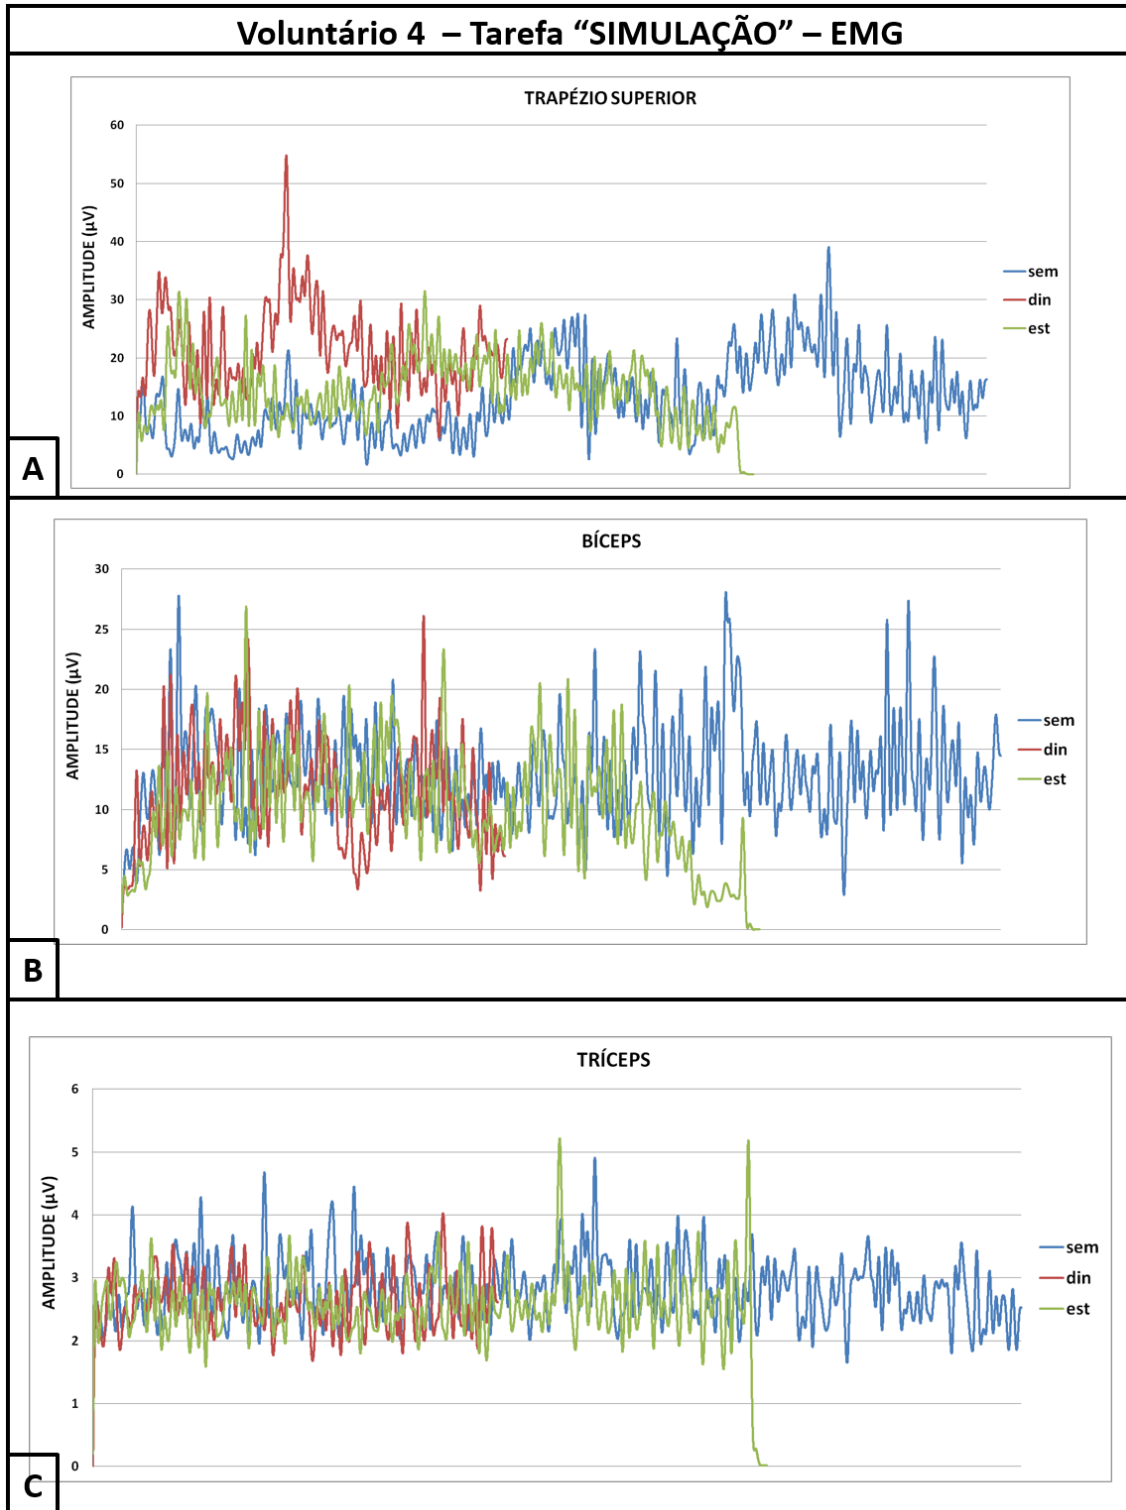 Voluntário 4 – Tarefa “SIMULAÇÃO” – EMG
TRAPÉZIO SUPERIOR
AMPLITUDE (µV)
60
50
40
30
20
10
0
sem
din
est
A
BÍCEPS
AMPLITUDE (µV)
30
25
20
15
10
5
0
sem
din
est
B
TRÍCEPS
AMPLITUDE (µV)
6
5
4
3
2
1
0
sem
din
est
C